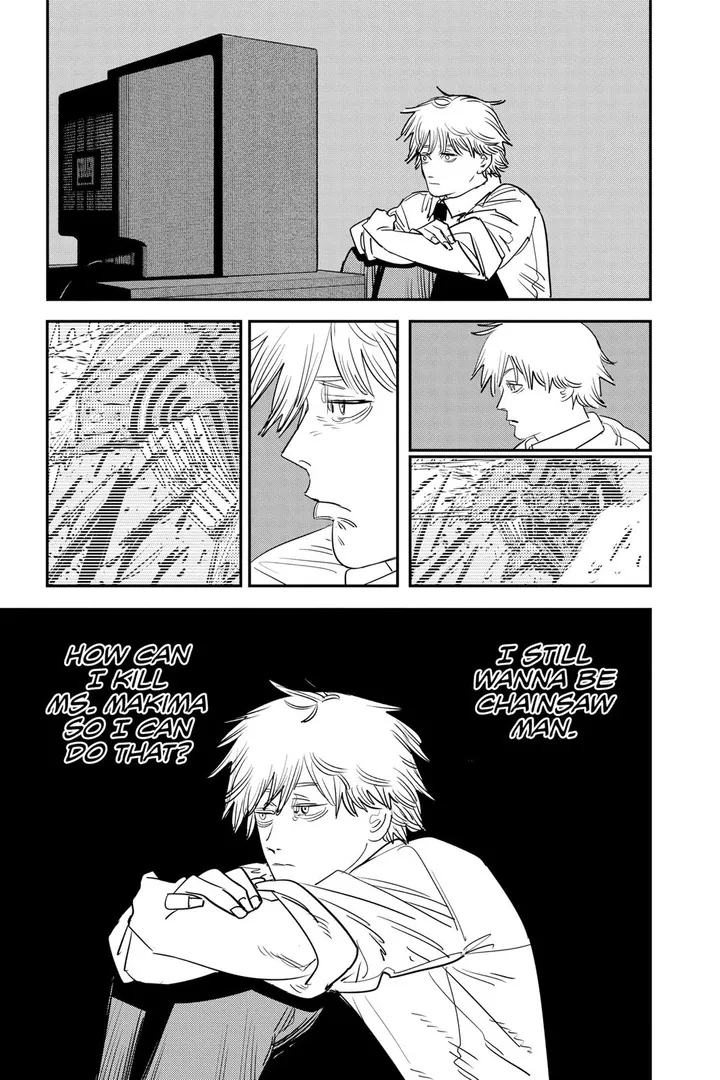 I STILL
WANNA BE
CHAINSAW
MAN.
HOW CAN
I KILL
MS. MAKIMA
SO I CAN
DO THAT?